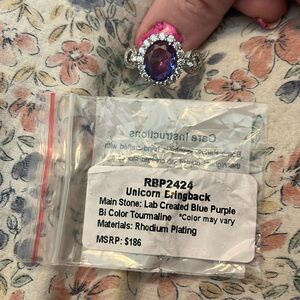 Care Instructions
RBP2424
Unicorn Bringback
Main Stone: Lab Created Blue Purple
Bi Color Tourmaline *Color may vary
Materials: Rhodium Plating
MSRP: $186